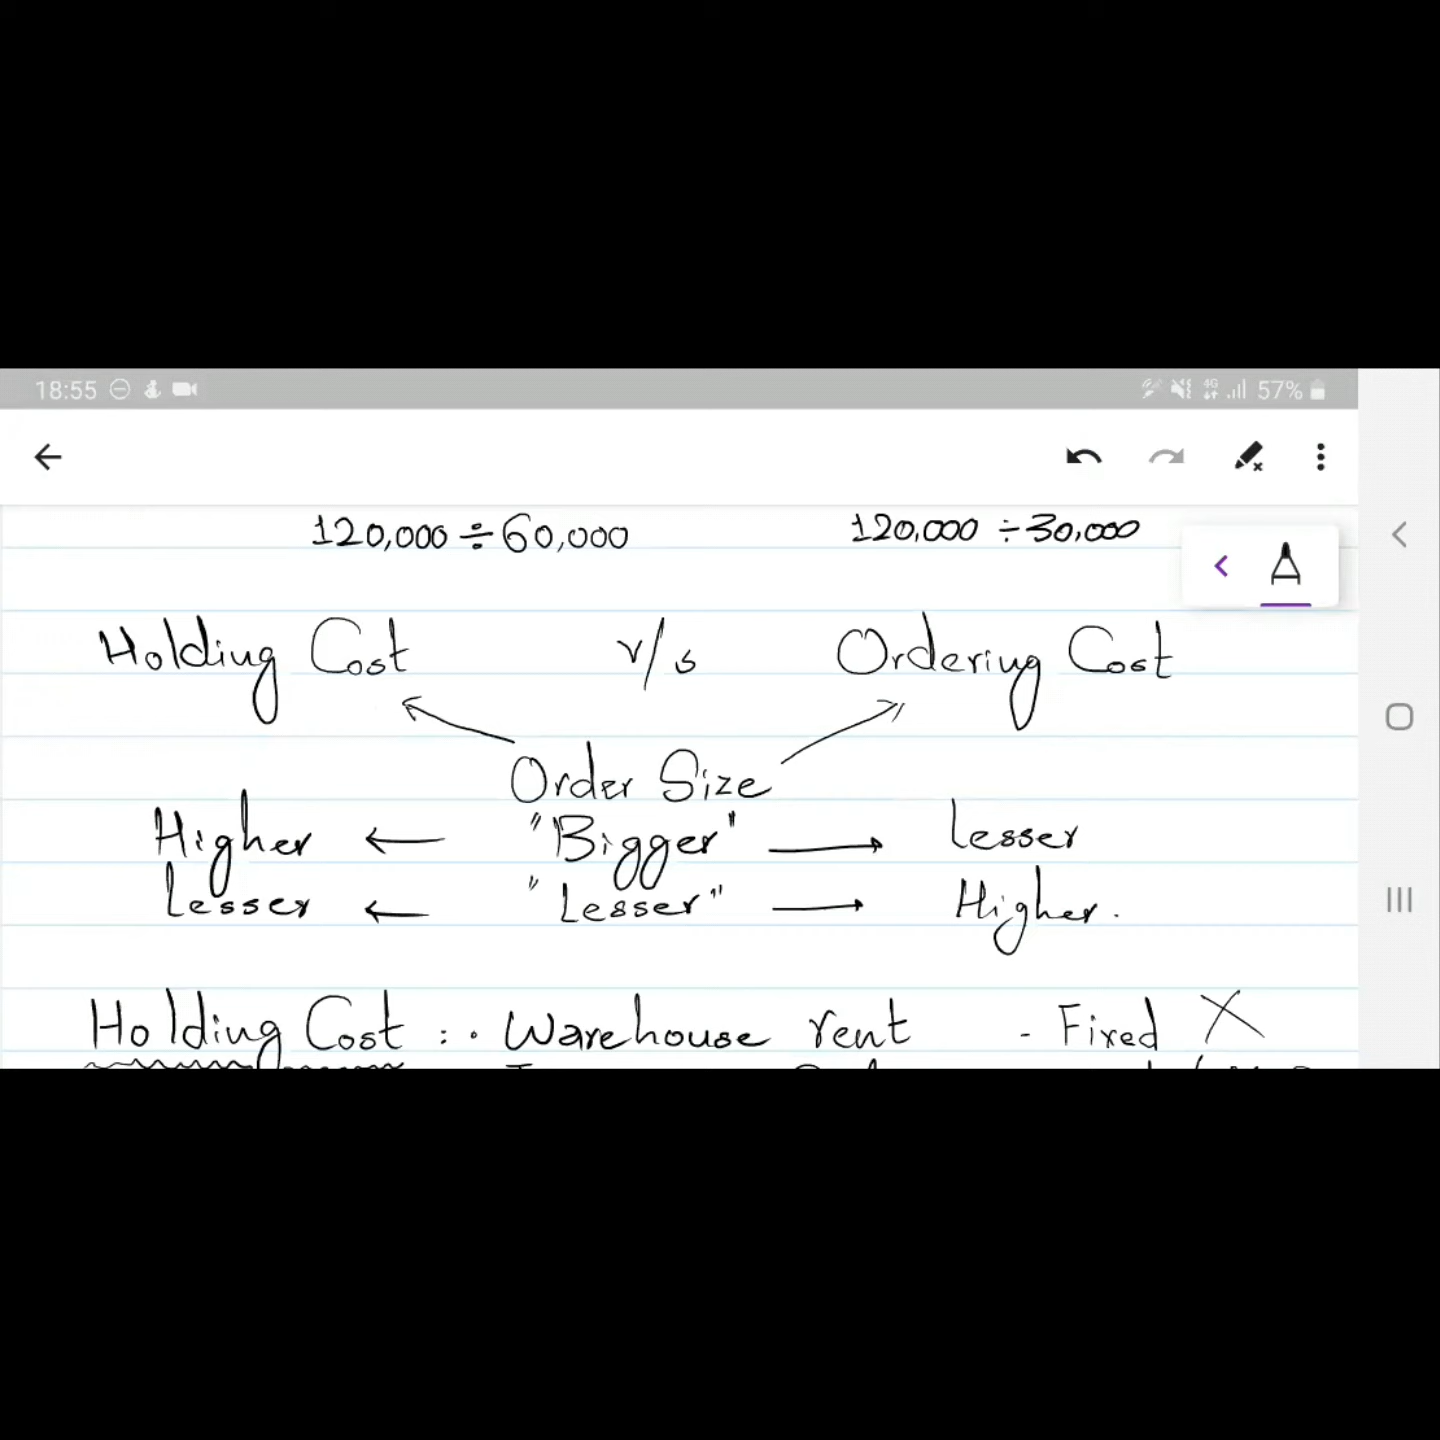 18:55 4G 57%
120,000 ÷ 60,000 120,000 ÷ 30,000
Holding Cost v/s Ordering Cost
Order Size
Higher ← "Bigger" → lesser
Lesser ← "Lesser" → Higher.
Holding Cost : • Warehouse rent - Fixed X